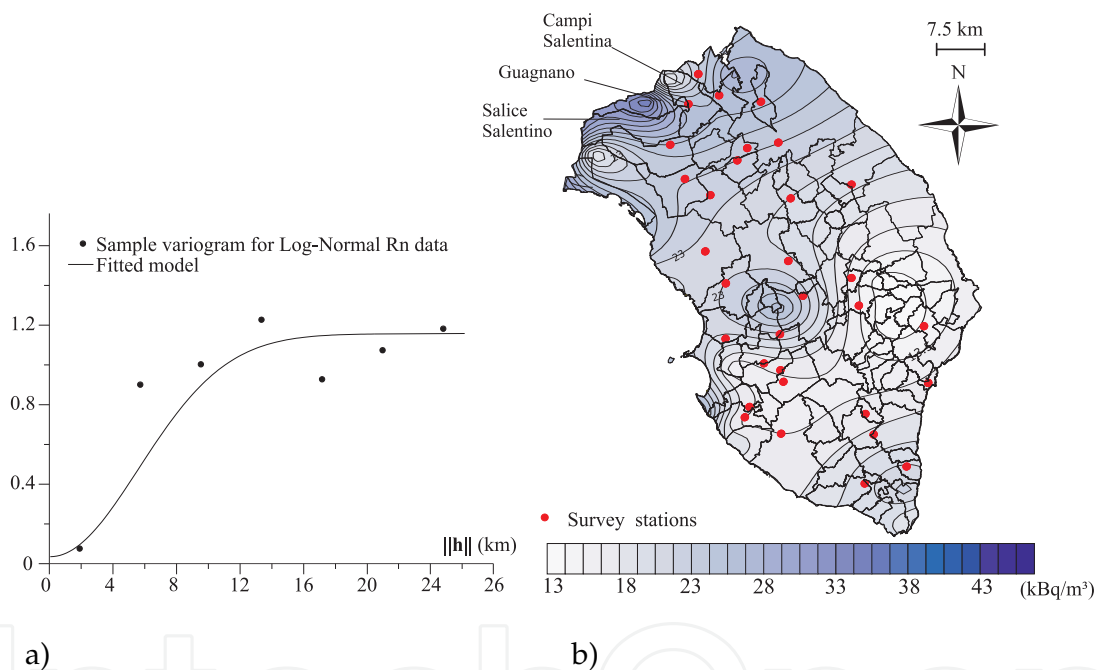 1.6
1.2
0.8
0.4
0
0
4
8
12
16
20
24
26
Sample variogram for Log-Normal Rn data
Fitted model
||h|| (km)
a)
Campi
Salentina
Guagnano
Salice
Salentino
7.5 km
N
23
23
Survey stations
13 18 23 28 33 38 43 (kBq/m³)
b)